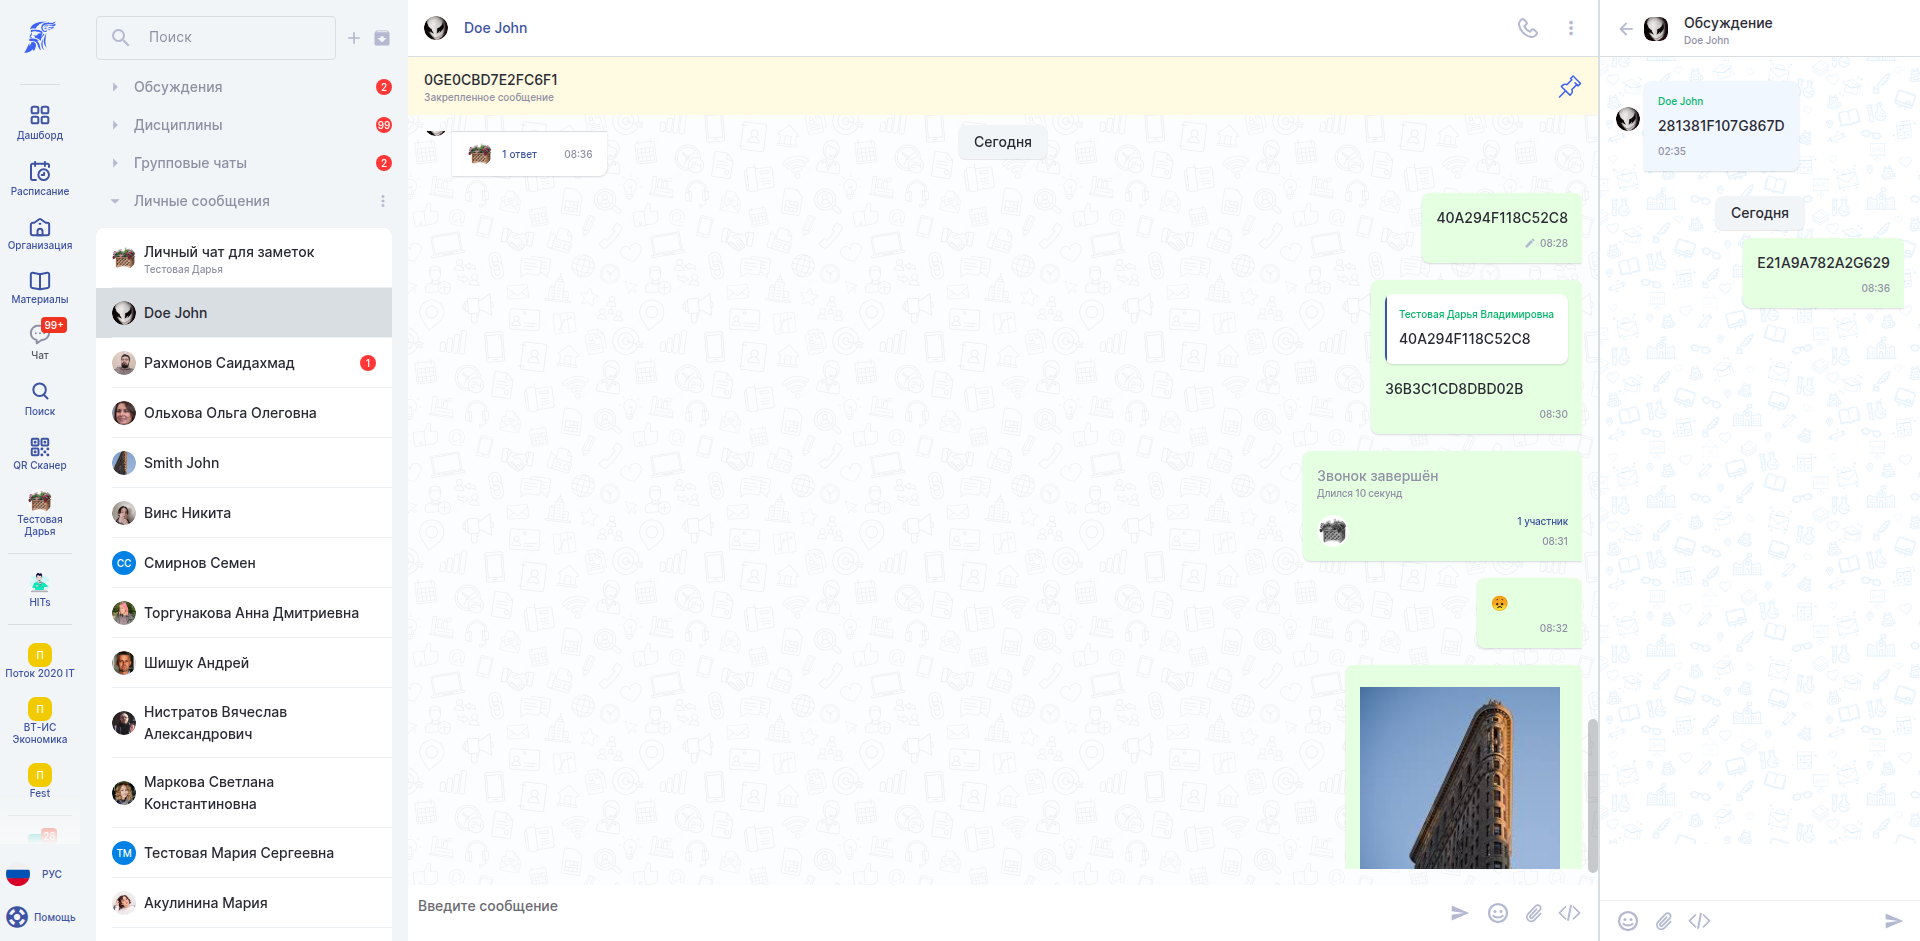 Дашборд
Расписание
Организация
Материалы
99+
Чат
Поиск
QR Сканер
Тестовая
Дарья
HITs
П
Поток 2020 IT
П
ВТ-ИС
Экономика
П
Fest
28
РУС
Помощь
Поиск
Обсуждения
2
Дисциплины
99
Групповые чаты
2
Личные сообщения
Личный чат для заметок
Тестовая Дарья
Doe John
Рахмонов Саидахмад
1
Ольхова Ольга Олеговна
Smith John
Винс Никита
СС Смирнов Семен
Торгунакова Анна Дмитриевна
Шишук Андрей
Нистратов Вячеслав
Александрович
Маркова Светлана
Константиновна
ТМ Тестовая Мария Сергеевна
Акулинина Мария
Doe John
0GE0CBD7E2FC6F1
Закрепленное сообщение
1 ответ 08:36
Сегодня
40A294F118C52C8
08:28
Тестовая Дарья Владимировна
40A294F118C52C8
36B3C1CD8DBD02B
08:30
Звонок завершён
Длился 10 секунд
1 участник
08:31
08:32
Введите сообщение
Обсуждение
Doe John
Doe John
281381F107G867D
02:35
Сегодня
E21A9A782A2G629
08:36